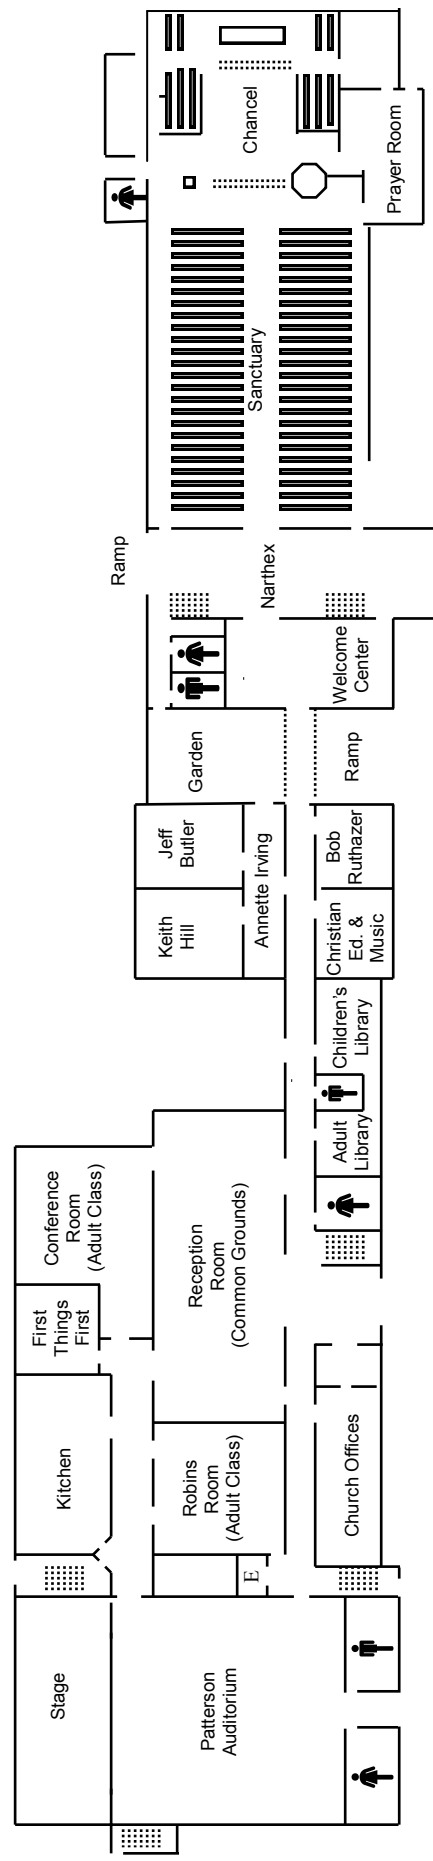 Stage
Patterson
Auditorium
Kitchen
E
Robins
Room
(Adult Class)
Church Offices
First
Things
First
Conference
Room
(Adult Class)
Reception
Room
(Common Grounds)
Adult
Library
Children's
Library
Keith
Hill
Jeff
Butler
Annette Irving
Christian
Ed. &
Music
Bob
Ruthazer
Garden
Ramp
Welcome
Center
Narthex
Ramp
Sanctuary
Chancel
Prayer Room